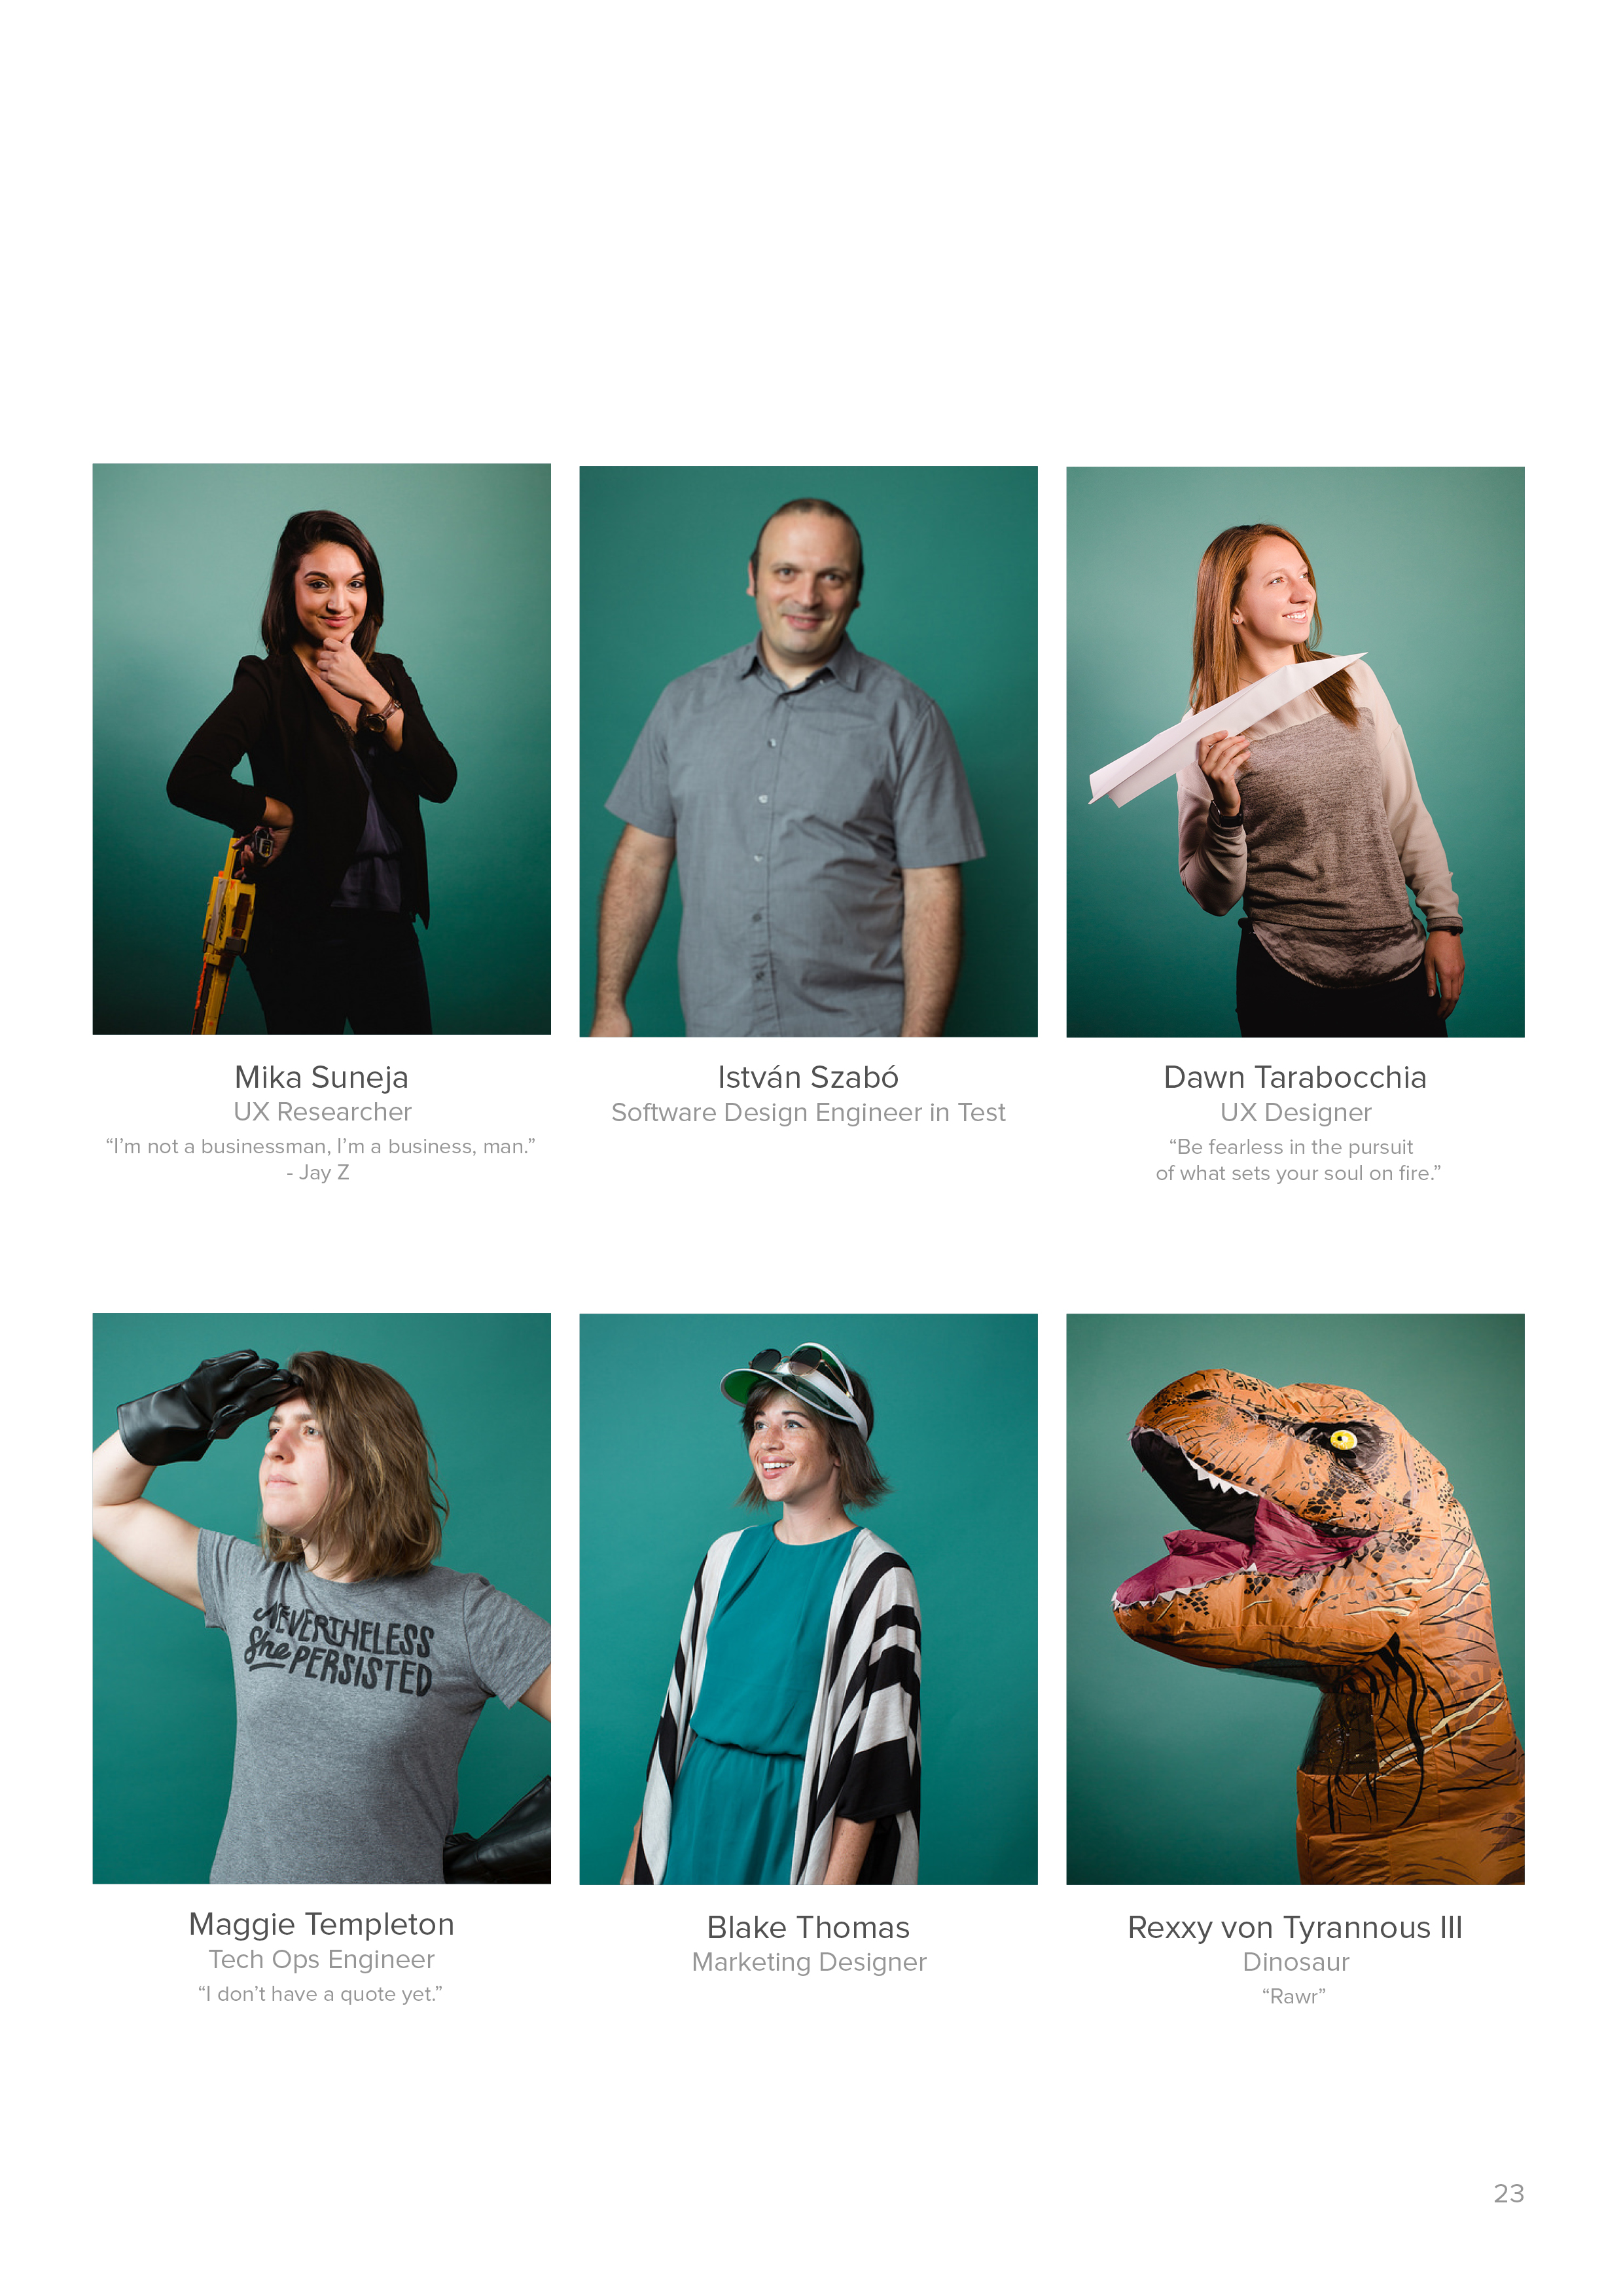 Mika Suneja
UX Researcher
“I’m not a businessman, I’m a business, man.”
- Jay Z
István Szabó
Software Design Engineer in Test
Dawn Tarabocchia
UX Designer
“Be fearless in the pursuit
of what sets your soul on fire.”
NEVERTHELESS
She PERSISTED
Maggie Templeton
Tech Ops Engineer
“I don’t have a quote yet.”
Blake Thomas
Marketing Designer
Rexxy von Tyrannous III
Dinosaur
“Rawr”
23